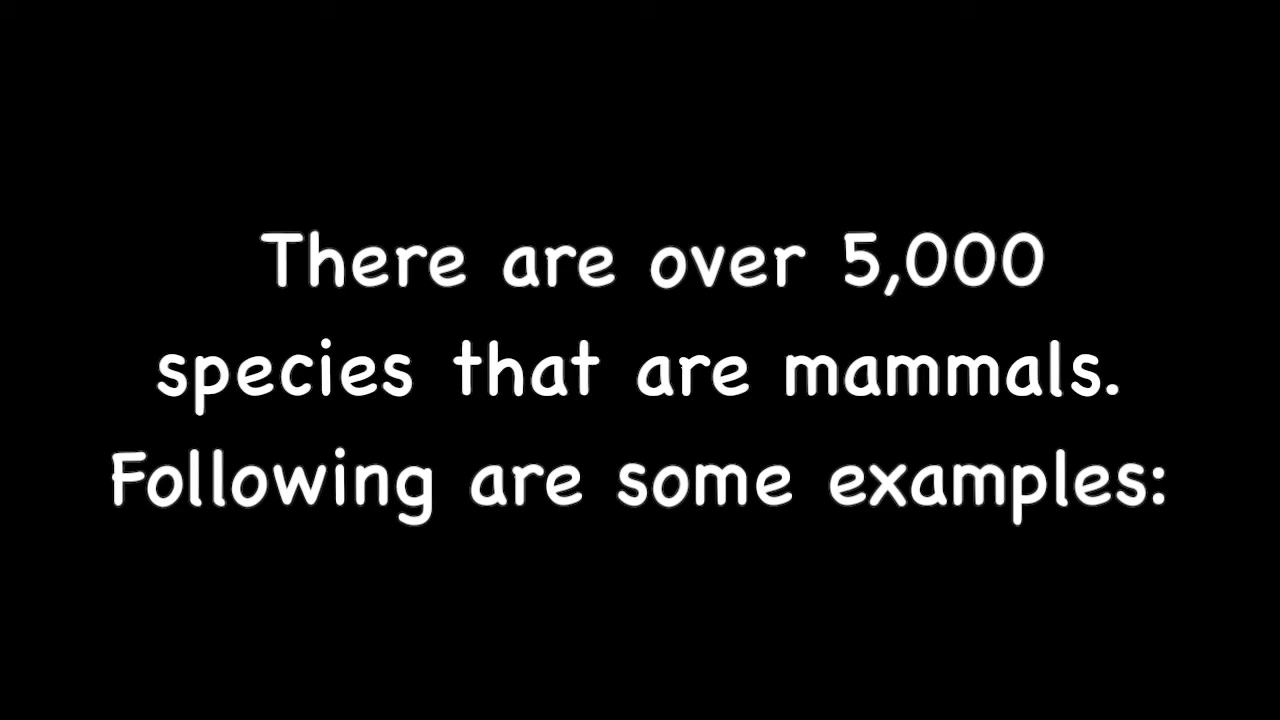 There are over 5,000
species that are mammals.
Following are some examples: